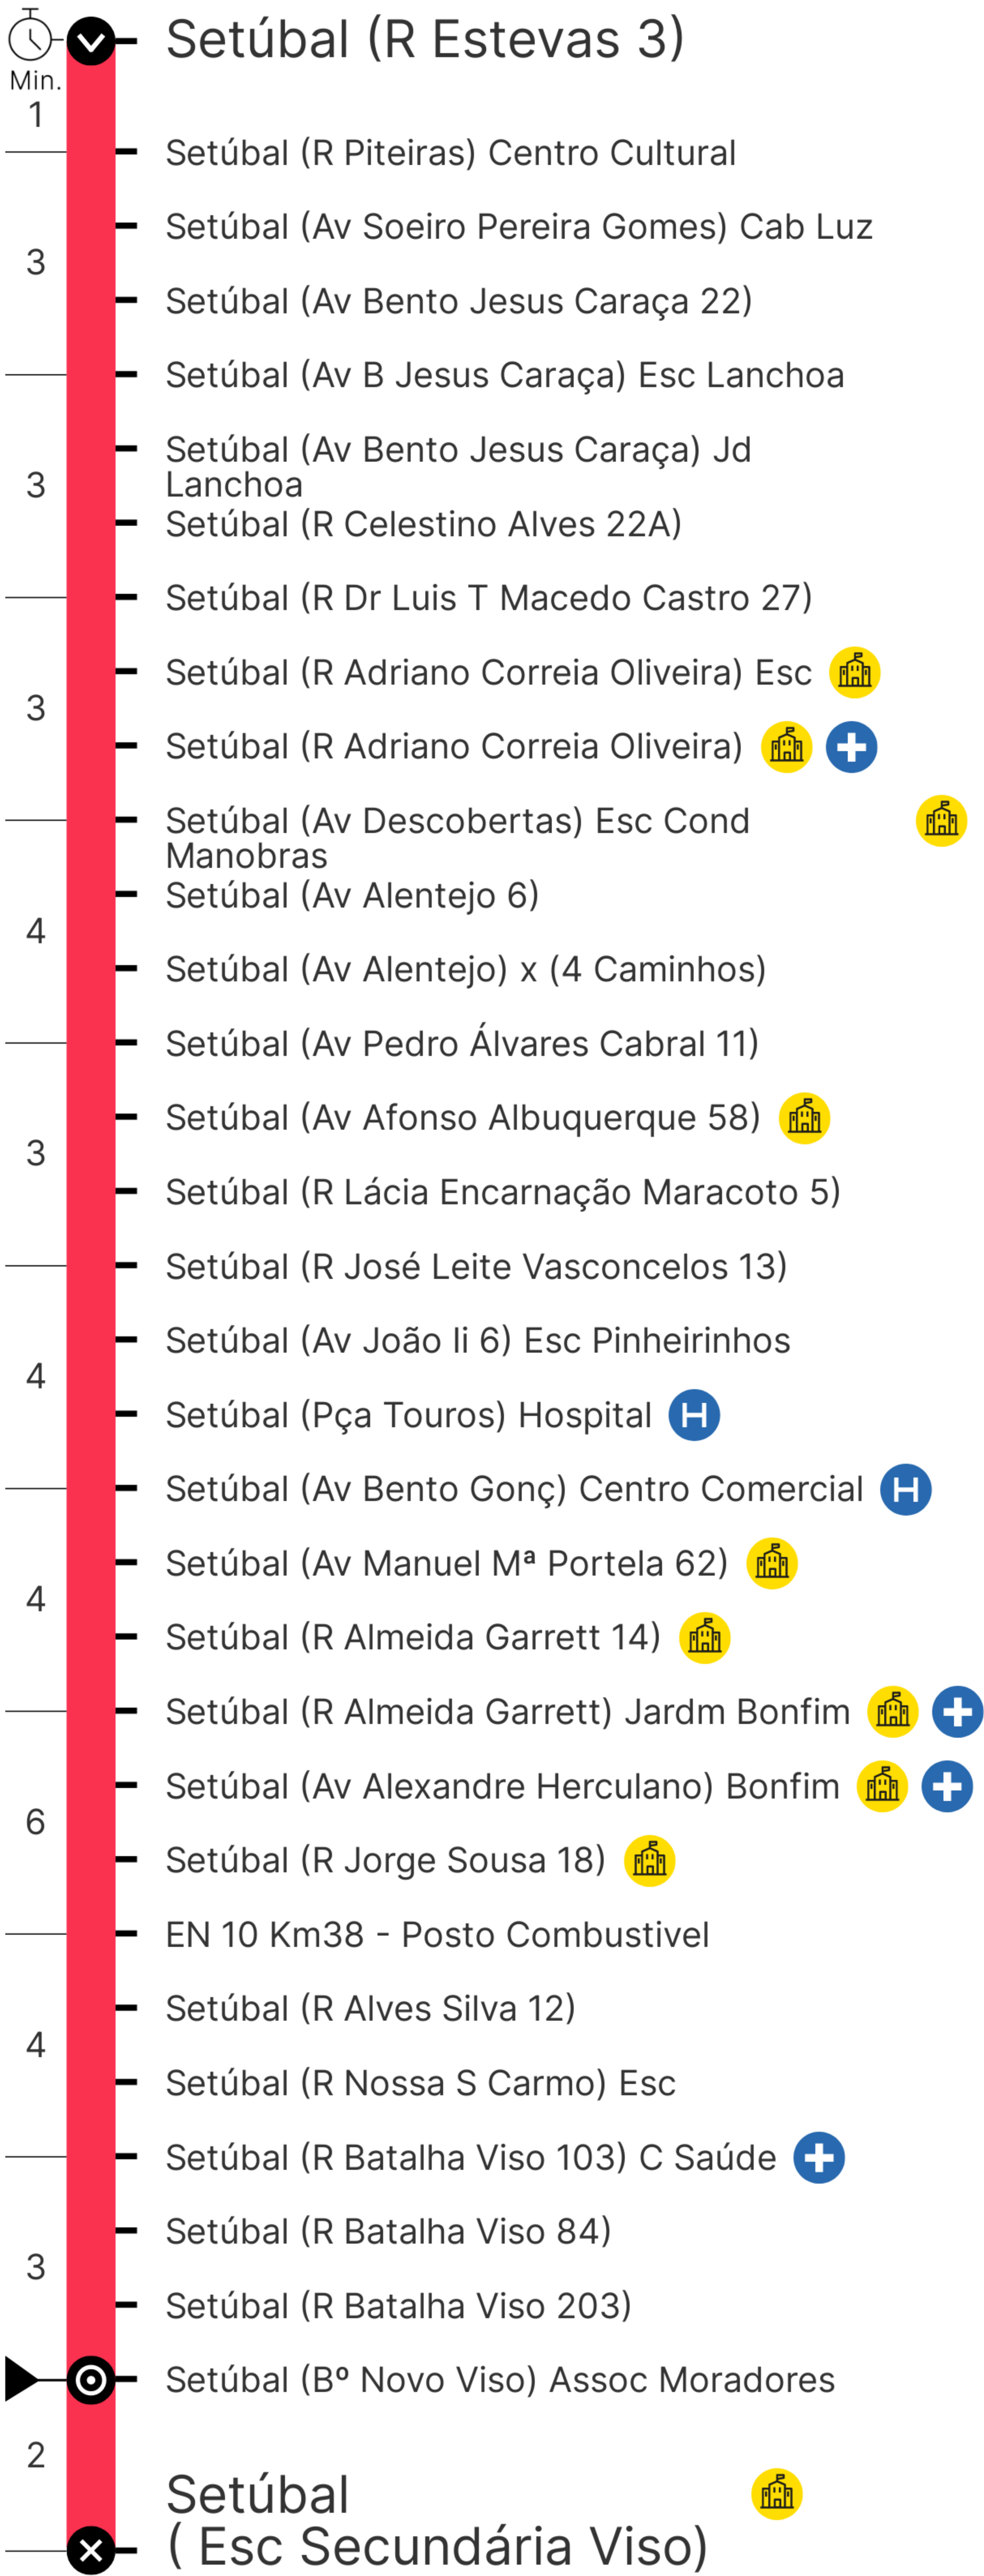 Setúbal (R Estevas 3)
Min.
1
Setúbal (R Piteiras) Centro Cultural
Setúbal (Av Soeiro Pereira Gomes) Cab Luz
3
Setúbal (Av Bento Jesus Caraça 22)
Setúbal (Av B Jesus Caraça) Esc Lanchoa
Setúbal (Av Bento Jesus Caraça) Jd
Lanchoa
3
Setúbal (R Celestino Alves 22A)
Setúbal (R Dr Luis T Macedo Castro 27)
Setúbal (R Adriano Correia Oliveira) Esc
3
Setúbal (R Adriano Correia Oliveira)
Setúbal (Av Descobertas) Esc Cond
Manobras
Setúbal (Av Alentejo 6)
4
Setúbal (Av Alentejo) x (4 Caminhos)
Setúbal (Av Pedro Álvares Cabral 11)
Setúbal (Av Afonso Albuquerque 58)
3
Setúbal (R Lácia Encarnação Maracoto 5)
Setúbal (R José Leite Vasconcelos 13)
Setúbal (Av João Ii 6) Esc Pinheirinhos
4
Setúbal (Pça Touros) Hospital H
Setúbal (Av Bento Gonç) Centro Comercial H
Setúbal (Av Manuel Mª Portela 62)
4
Setúbal (R Almeida Garrett 14)
Setúbal (R Almeida Garrett) Jardm Bonfim
Setúbal (Av Alexandre Herculano) Bonfim
6
Setúbal (R Jorge Sousa 18)
EN 10 Km38 - Posto Combustivel
Setúbal (R Alves Silva 12)
4
Setúbal (R Nossa S Carmo) Esc
Setúbal (R Batalha Viso 103) C Saúde
Setúbal (R Batalha Viso 84)
3
Setúbal (R Batalha Viso 203)
Setúbal (Bº Novo Viso) Assoc Moradores
2
Setúbal
( Esc Secundária Viso)